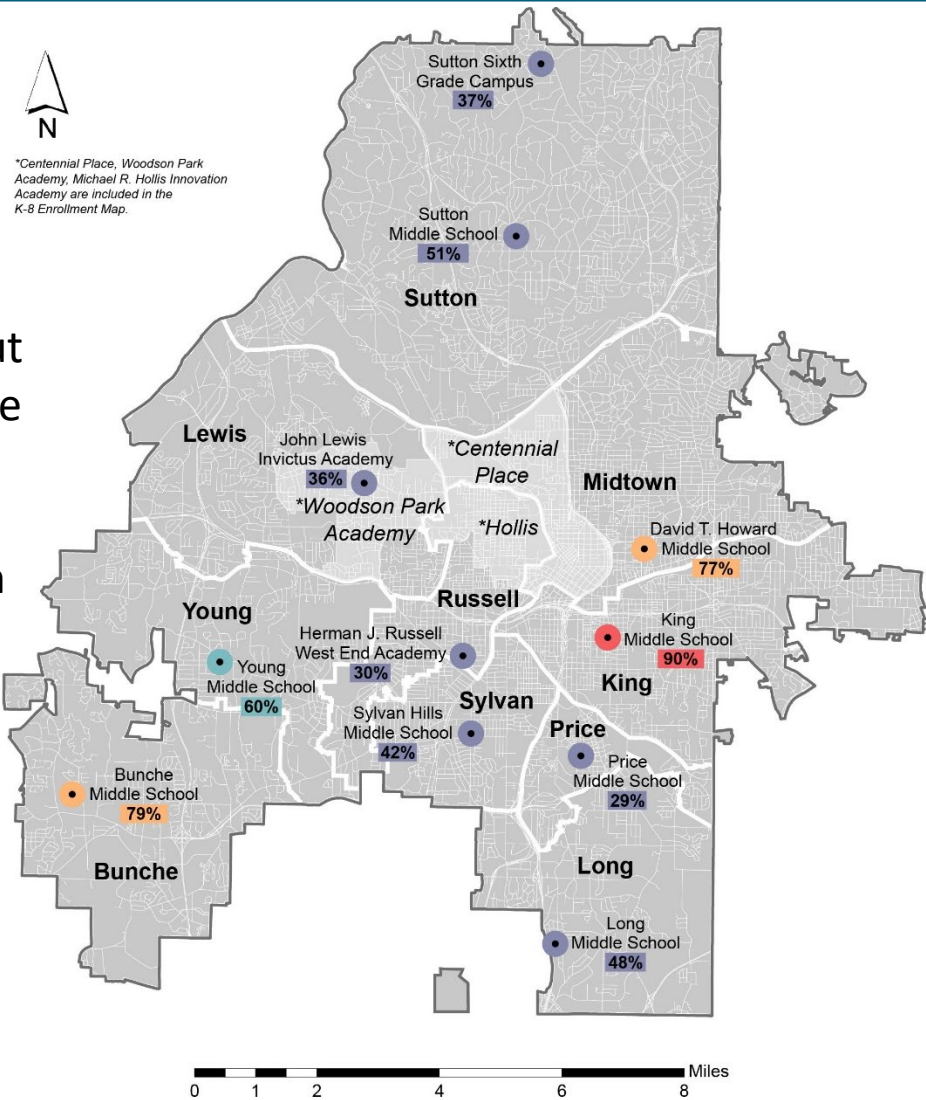 N
*Centennial Place, Woodson Park
Academy, Michael R. Hollis Innovation
Academy are included in the
K-8 Enrollment Map.
Sutton Sixth
Grade Campus
37%
Sutton
Middle School
51%
Sutton
Lewis
John Lewis
Invictus Academy
36%
*Woodson Park
Academy
*Centennial
Place
*Hollis
Midtown
David T. Howard
Middle School
77%
Russell
Young
Young
Middle School
60%
Herman J. Russell
West End Academy
30%
King
Middle School
90%
King
Sylvan
Sylvan Hills
Middle School
42%
Price
Price
Middle School
29%
Bunche
Middle School
79%
Bunche
Long
Long
Middle School
48%
Miles
0 1 2 4 6 8